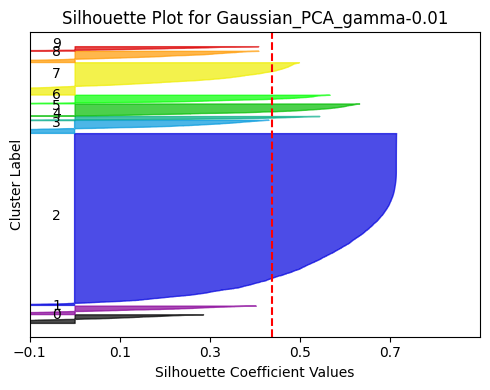 Silhouette Plot for Gaussian_PCA_gamma-0.01
Cluster Label
9
8
7
6
5
4
3
2
1
0
-0.1 0.1 0.3 0.5 0.7
Silhouette Coefficient Values